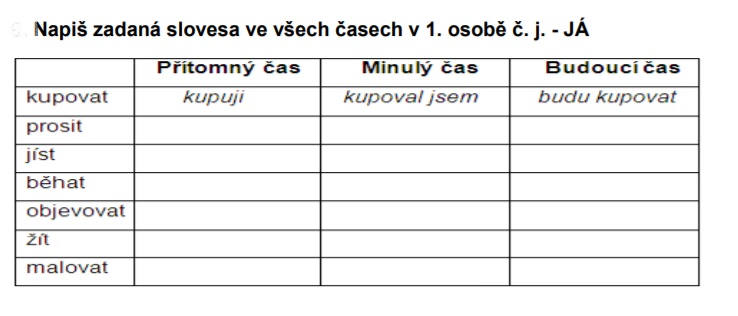 Napiš zadaná slovesa ve všech časech v 1. osobě č. j. - JÁ
Přítomný čas Minulý čas Budoucí čas
kupovat kupuji kupoval jsem budu kupovat
prosit
jíst
běhat
objevovat
žít
malovat